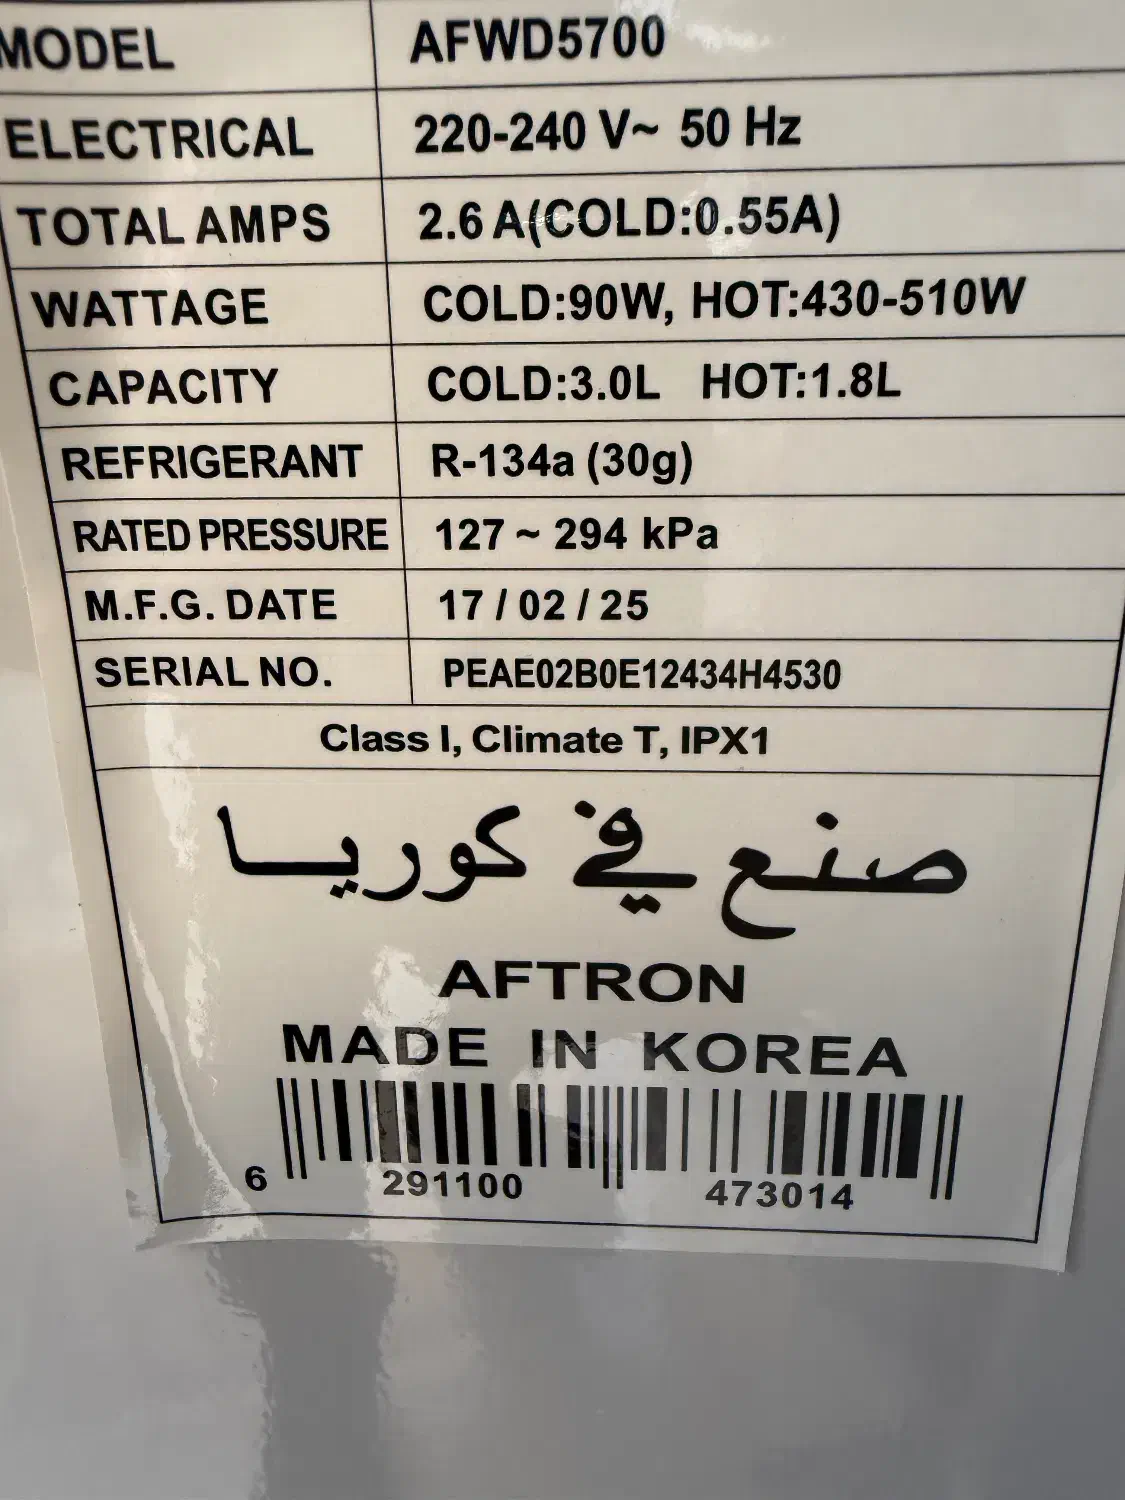 MODEL AFWD5700
ELECTRICAL 220-240 V~ 50 Hz
TOTAL AMPS 2.6 A(COLD:0.55A)
WATTAGE COLD:90W, HOT:430-510W
CAPACITY COLD:3.0L HOT:1.8L
REFRIGERANT R-134a (30g)
RATED PRESSURE 127 ~ 294 kPa
M.F.G. DATE 17 / 02 / 25
SERIAL NO. PEAE02B0E12434H4530
Class I, Climate T, IPX1
صنع في كوريا
AFTRON
MADE IN KOREA
6 291100 473014